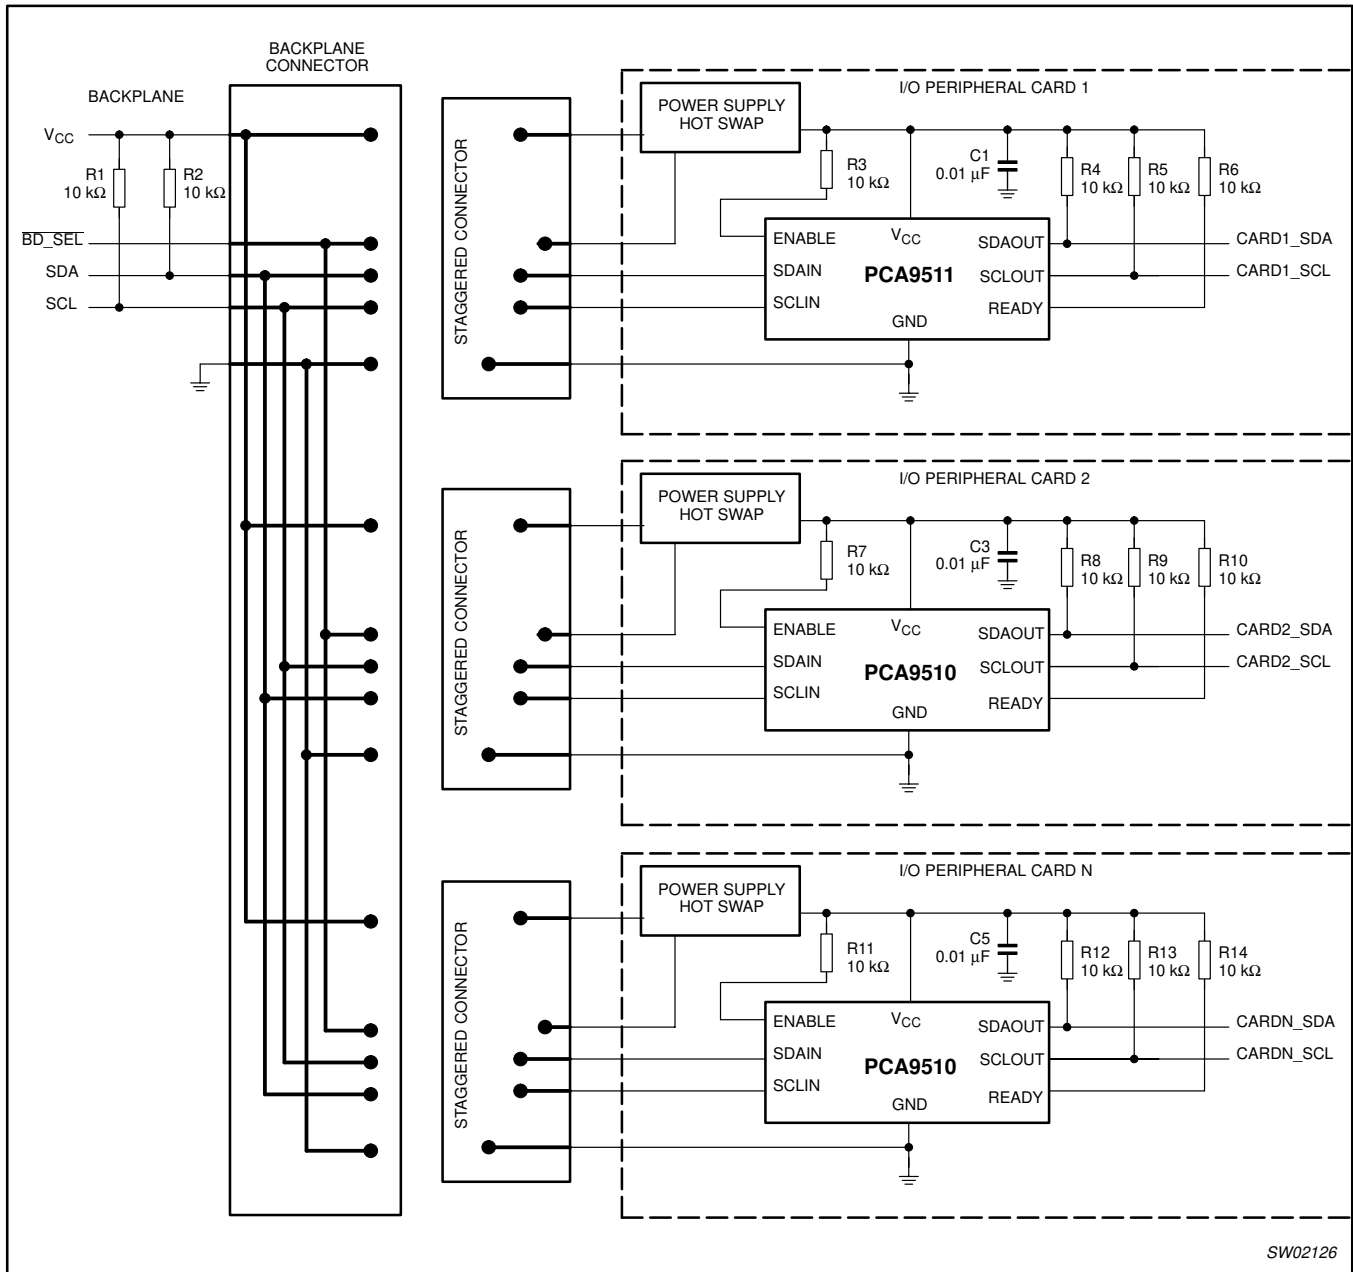 BACKPLANE
CONNECTOR
BACKPLANE
VCC
R1
10 kΩ
R2
10 kΩ
BD_SEL
SDA
SCL
STAGGERED CONNECTOR
POWER SUPPLY
HOT SWAP
I/O PERIPHERAL CARD 1
R3
10 kΩ
C1
0.01 µF
R4
10 kΩ
R5
10 kΩ
R6
10 kΩ
ENABLE
VCC
SDAOUT
SDAIN
PCA9511
SCLOUT
SCLIN
READY
GND
CARD1_SDA
CARD1_SCL
STAGGERED CONNECTOR
POWER SUPPLY
HOT SWAP
I/O PERIPHERAL CARD 2
R7
10 kΩ
C3
0.01 µF
R8
10 kΩ
R9
10 kΩ
R10
10 kΩ
ENABLE
VCC
SDAOUT
SDAIN
PCA9510
SCLOUT
SCLIN
READY
GND
CARD2_SDA
CARD2_SCL
STAGGERED CONNECTOR
POWER SUPPLY
HOT SWAP
I/O PERIPHERAL CARD N
R11
10 kΩ
C5
0.01 µF
R12
10 kΩ
R13
10 kΩ
R14
10 kΩ
ENABLE
VCC
SDAOUT
SDAIN
PCA9510
SCLOUT
SCLIN
READY
GND
CARDN_SDA
CARDN_SCL
SW02126